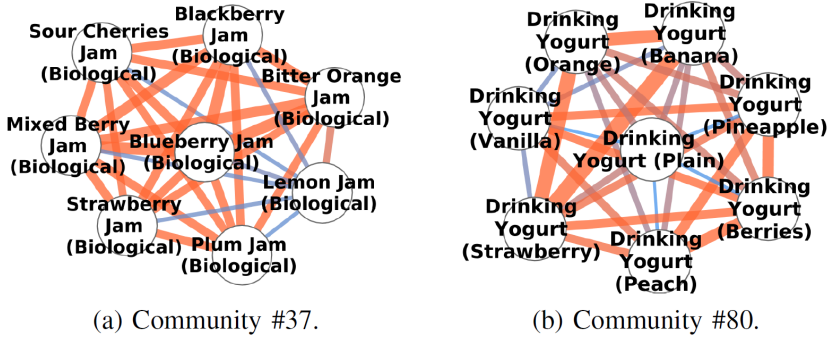 Sour Cherries
Jam
(Biological)
Blackberry
Jam
(Biological)
Bitter Orange
Jam
(Biological)
Mixed Berry
Jam
(Biological)
Blueberry Jam
(Biological)
Lemon Jam
(Biological)
Strawberry
Jam
(Biological)
Plum Jam
(Biological)
(a) Community #37.
Drinking
Yogurt
(Orange)
Drinking
Yogurt
(Banana)
Drinking
Yogurt
(Pineapple)
Drinking
Yogurt
(Vanilla)
Drinking
Yogurt (Plain)
Drinking
Yogurt
(Berries)
Drinking
Yogurt
(Strawberry)
Drinking
Yogurt
(Peach)
(b) Community #80.